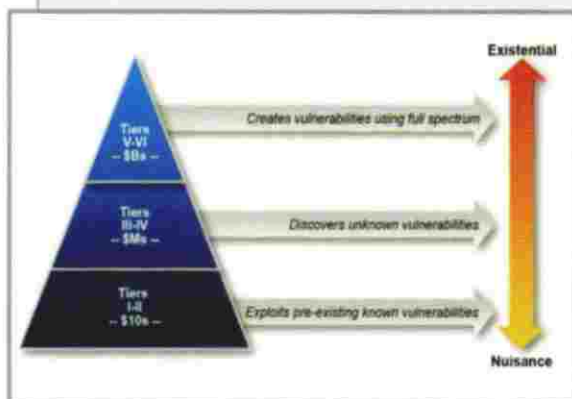 Existential
Tiers
V-VI
-- $Bs --
Creates vulnerabilities using full spectrum
Tiers
III-IV
-- $Ms --
Discovers unknown vulnerabilities
Tiers
I-II
-- $10s --
Exploits pre-existing known vulnerabilities
Nuisance